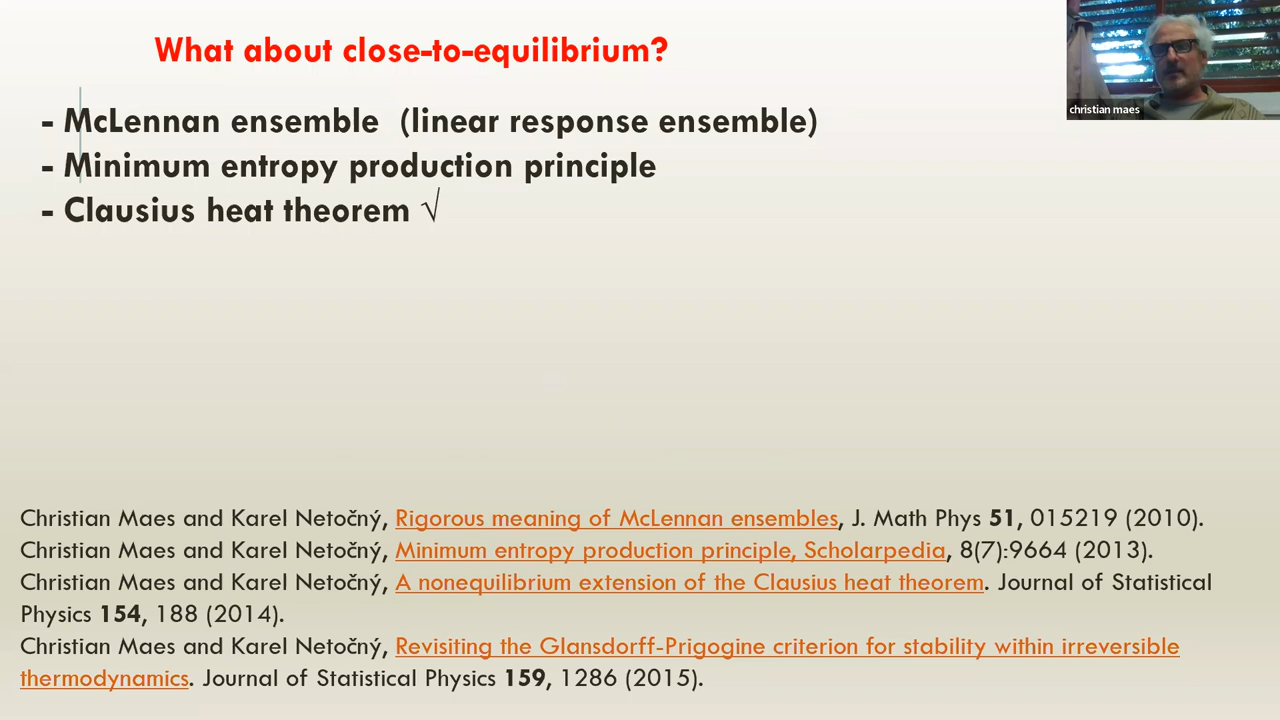 What about close-to-equilibrium?
christian maes
- McLennan ensemble (linear response ensemble)
- Minimum entropy production principle
- Clausius heat theorem √
Christian Maes and Karel Netočný, Rigorous meaning of McLennan ensembles, J. Math Phys 51, 015219 (2010).
Christian Maes and Karel Netočný, Minimum entropy production principle, Scholarpedia, 8(7):9664 (2013).
Christian Maes and Karel Netočný, A nonequilibrium extension of the Clausius heat theorem. Journal of Statistical
Physics 154, 188 (2014).
Christian Maes and Karel Netočný, Revisiting the Glansdorff-Prigogine criterion for stability within irreversible
thermodynamics. Journal of Statistical Physics 159, 1286 (2015).